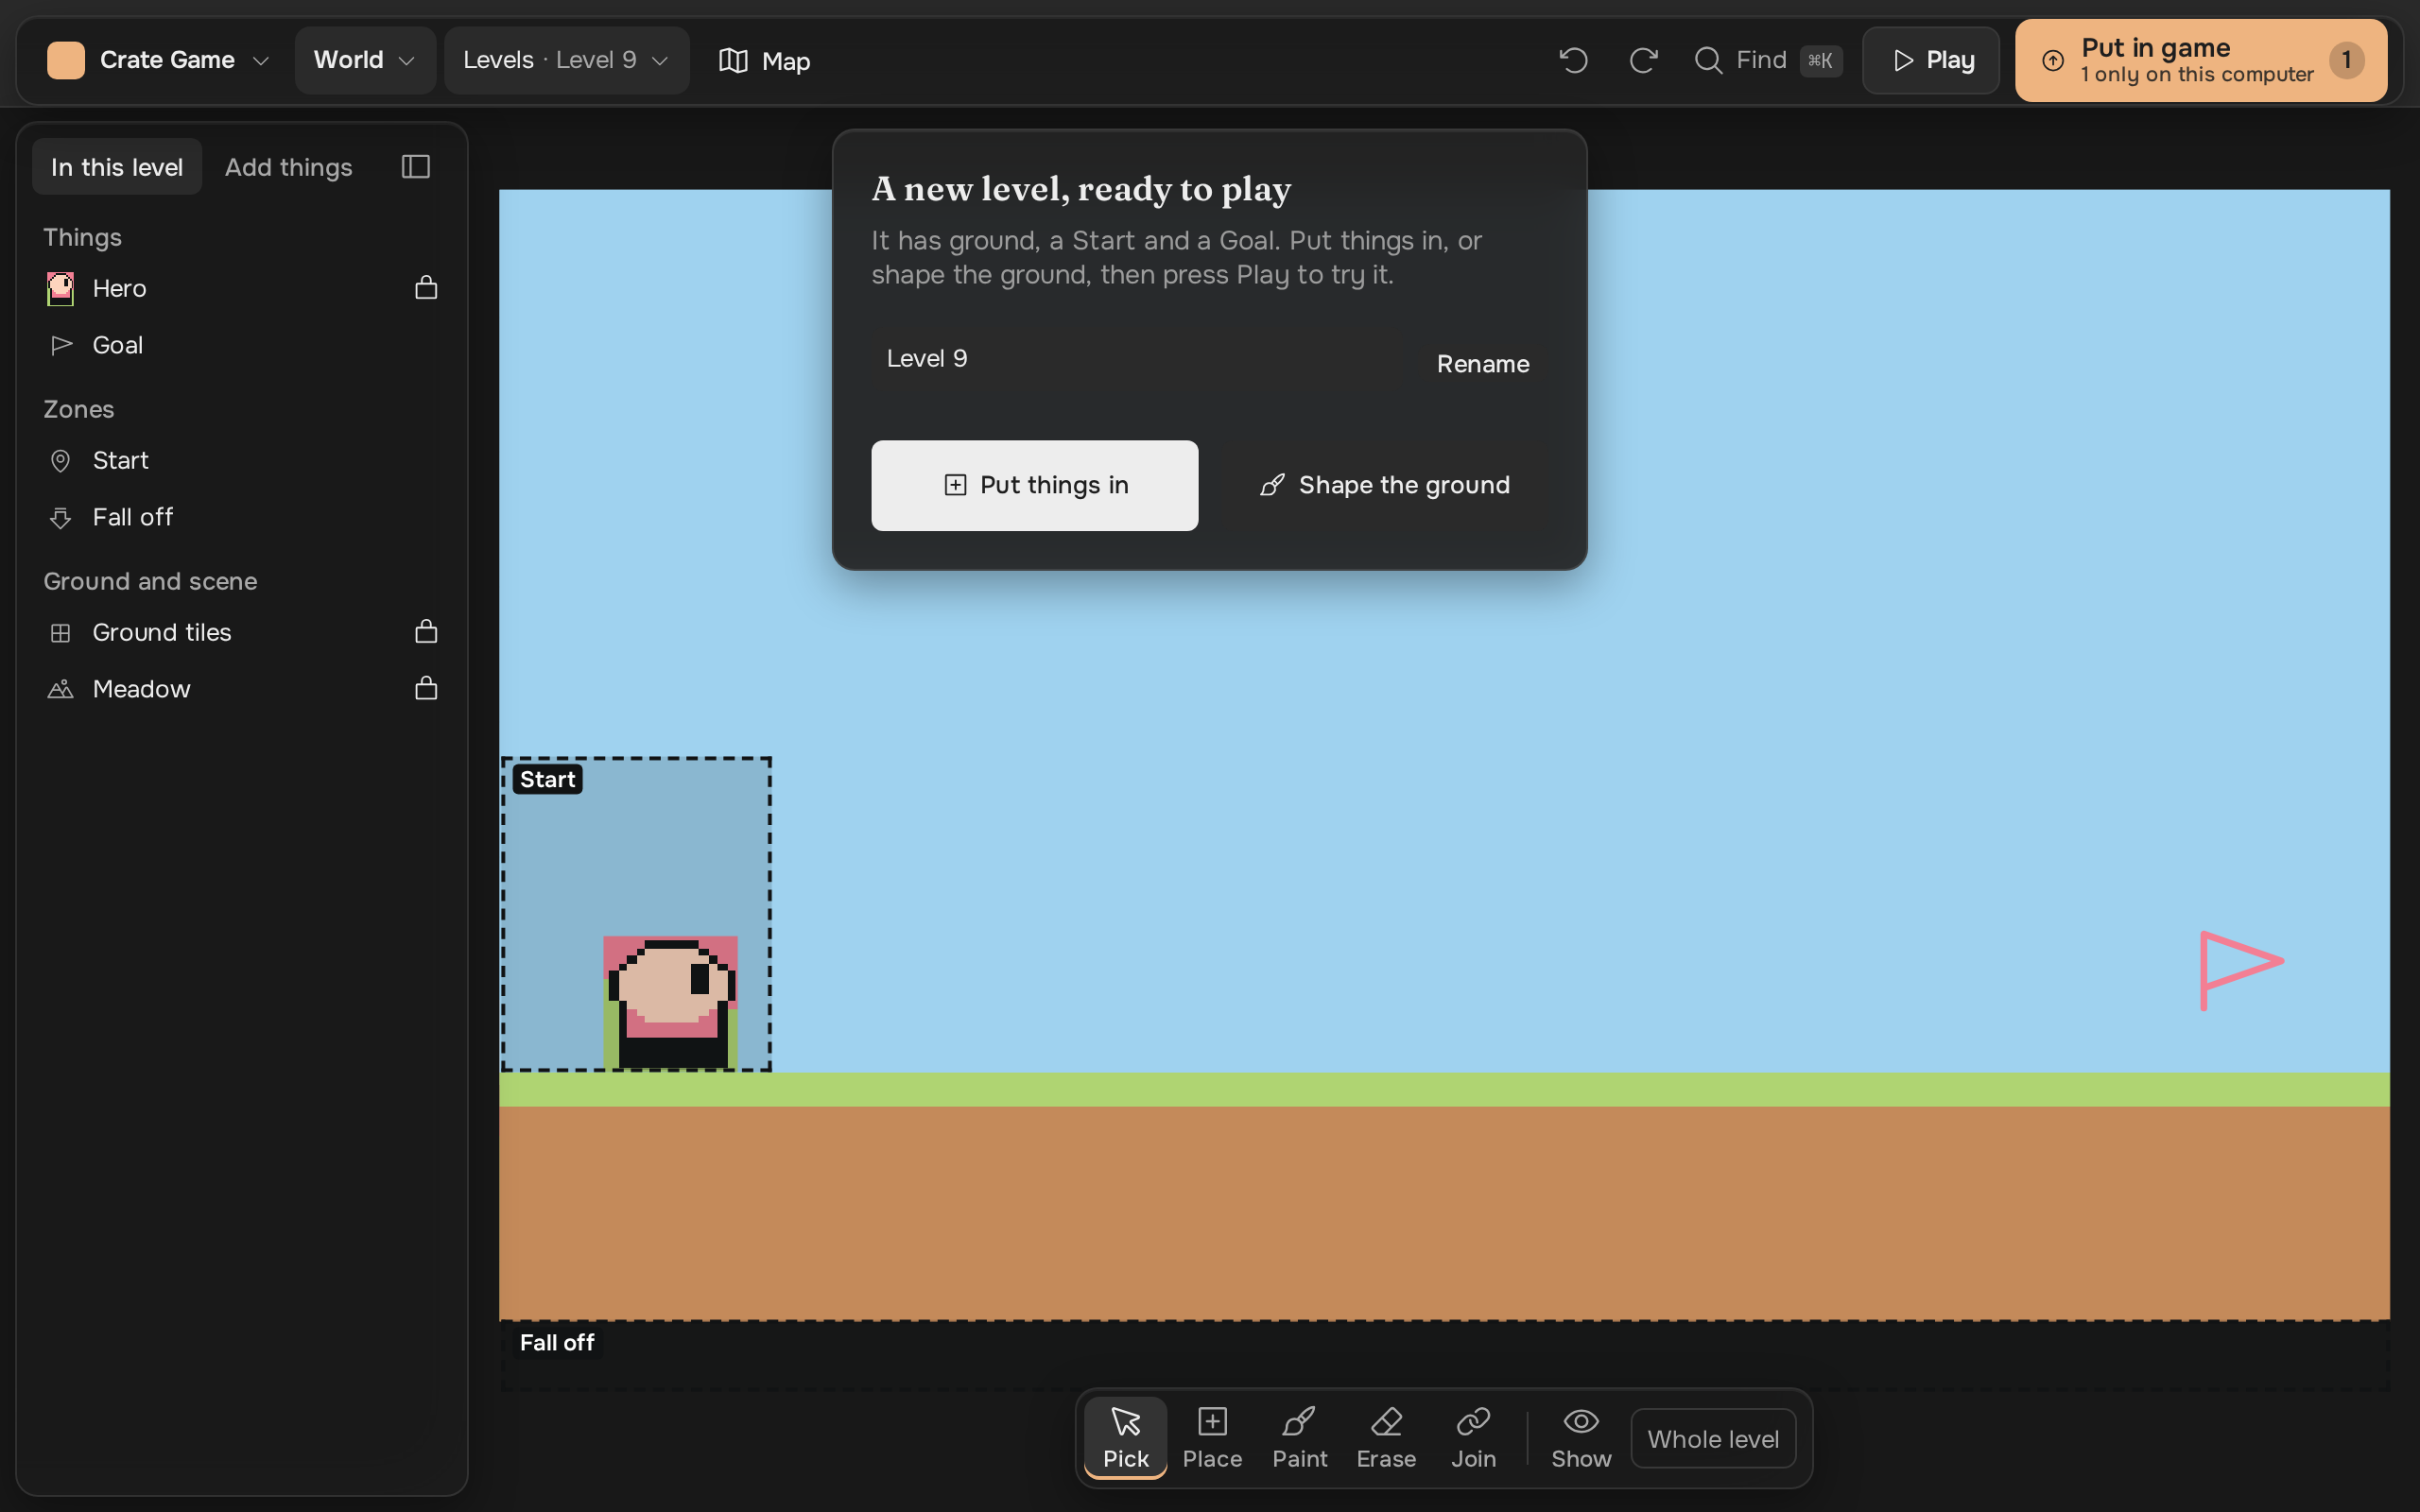 Crate Game
World
Levels · Level 9
Map
Find ⌘K
Play
Put in game
1 only on this computer
1
In this level
Add things
Things
Hero
Goal
Zones
Start
Fall off
Ground and scene
Ground tiles
Meadow
A new level, ready to play
It has ground, a Start and a Goal. Put things in, or
shape the ground, then press Play to try it.
Level 9
Rename
Put things in
Shape the ground
Start
Fall off
Pick
Place
Paint
Erase
Join
Show
Whole level